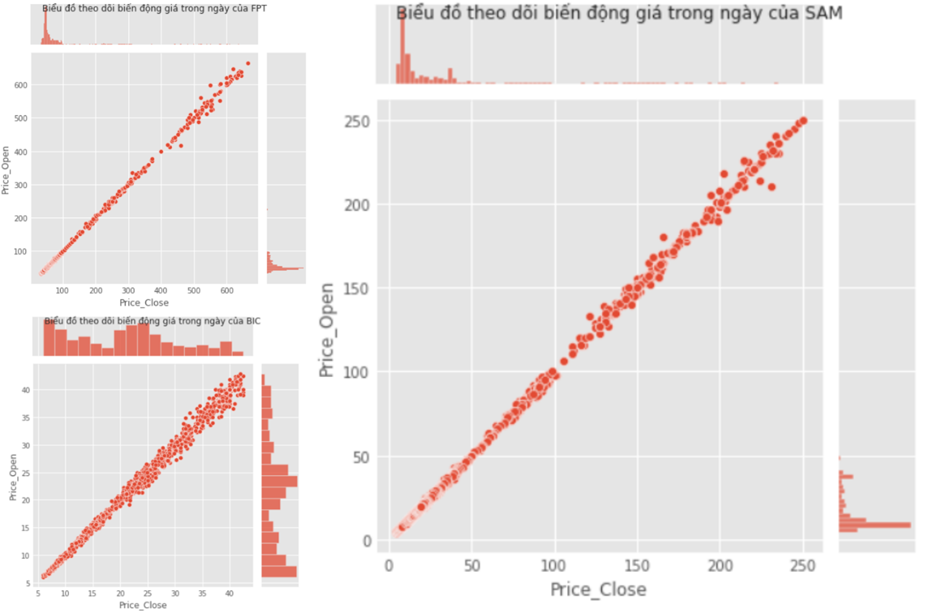 Biểu đồ theo dõi biến động giá trong ngày của FPT
600
500
400
300
200
100
Price_Open
100 200 300 400 500 600
Price_Close
Biểu đồ theo dõi biến động giá trong ngày của BIC
40
35
30
25
20
15
10
5
Price_Open
5 10 15 20 25 30 35 40
Price_Close
Biểu đồ theo dõi biến động giá trong ngày của SAM
250
200
150
100
50
0
Price_Open
0 50 100 150 200 250
Price_Close